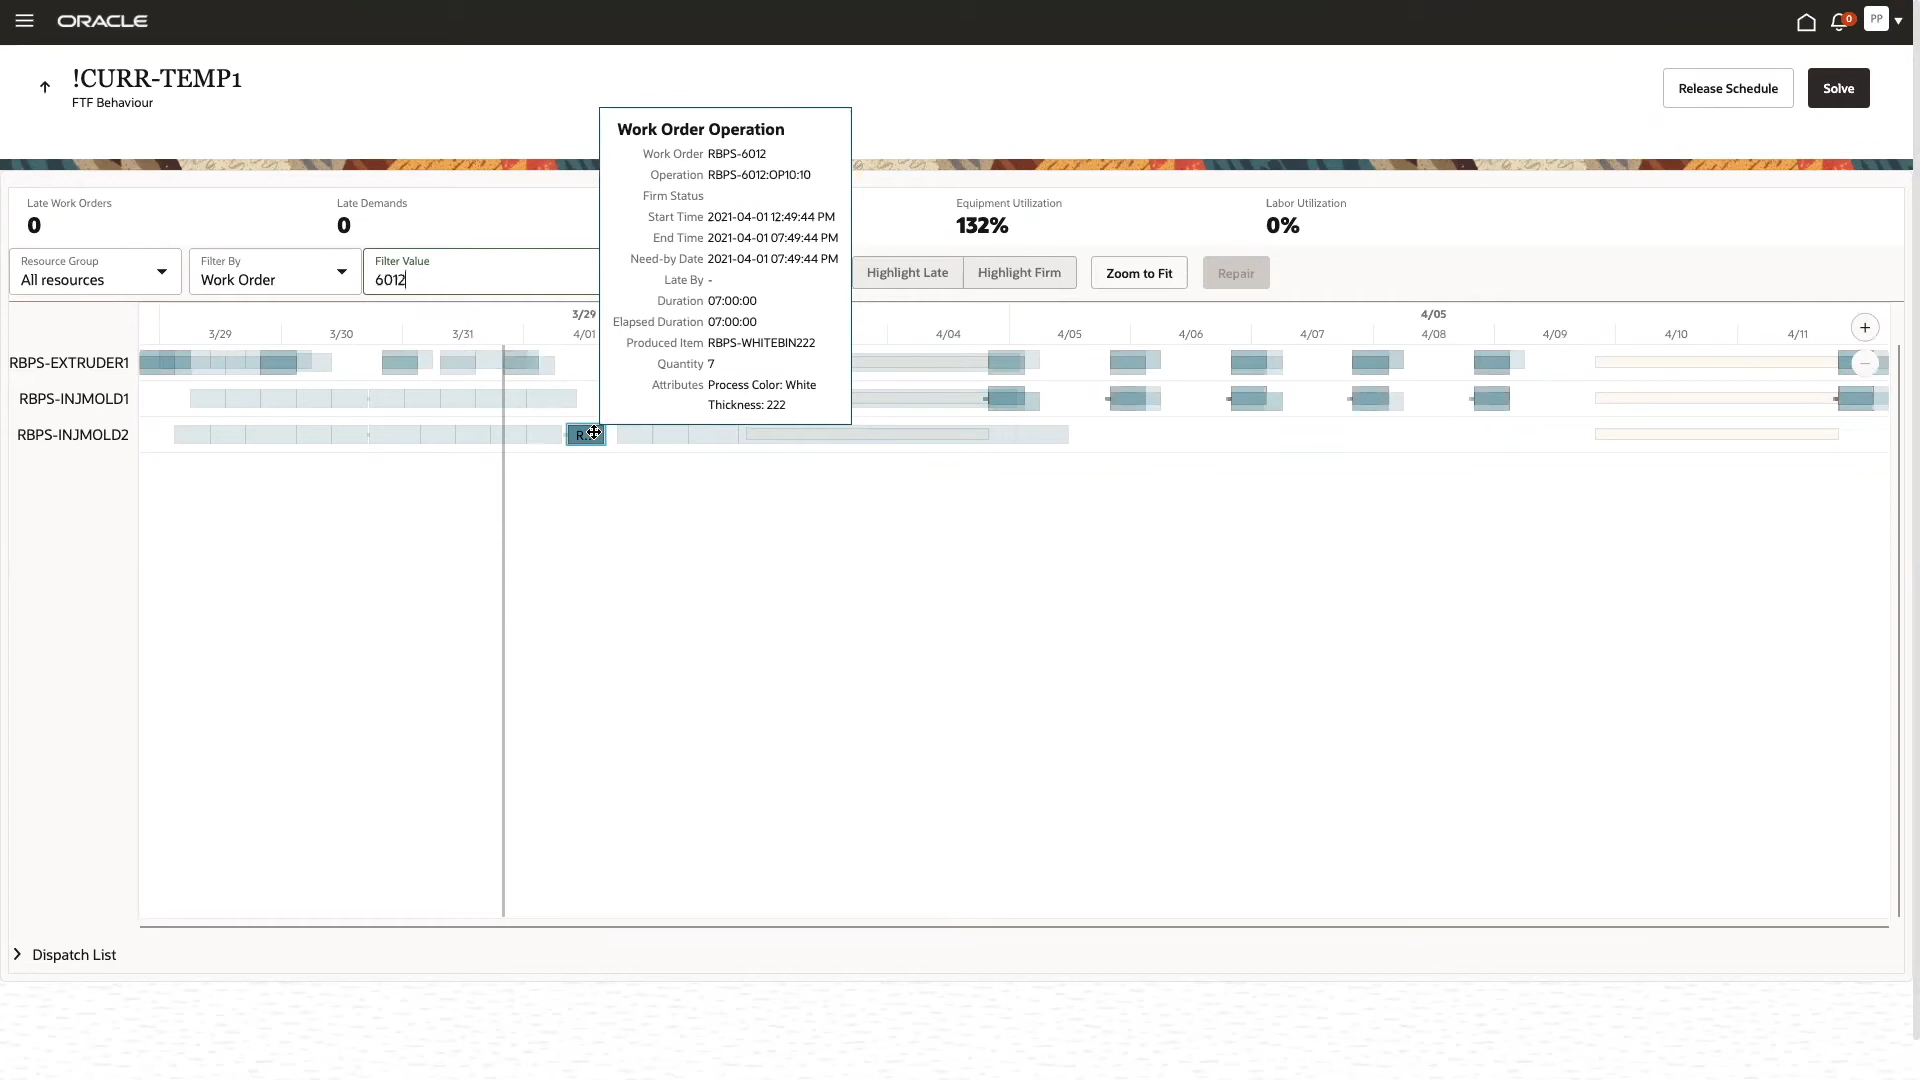 ORACLE
0
PP
!CURR-TEMP1
FTF Behaviour
Release Schedule
Solve
Work Order Operation
Work Order RBPS-6012
Operation RBPS-6012:OP10:10
Firm Status
Start Time 2021-04-01 12:49:44 PM
End Time 2021-04-01 07:49:44 PM
Need-by Date 2021-04-01 07:49:44 PM
Late By -
Duration 07:00:00
Elapsed Duration 07:00:00
Produced Item RBPS-WHITEBIN222
Quantity 7
Attributes Process Color: White
Thickness: 222
Late Work Orders
0
Late Demands
0
Equipment Utilization
132%
Labor Utilization
0%
Resource Group
All resources
Filter By
Work Order
Filter Value
6012
Highlight Late
Highlight Firm
Zoom to Fit
Repair
3/29 4/05
3/29 3/30 3/31 4/01 4/04 4/05 4/06 4/07 4/08 4/09 4/10 4/11
RBPS-EXTRUDER1
RBPS-INJMOLD1
RBPS-INJMOLD2
Dispatch List